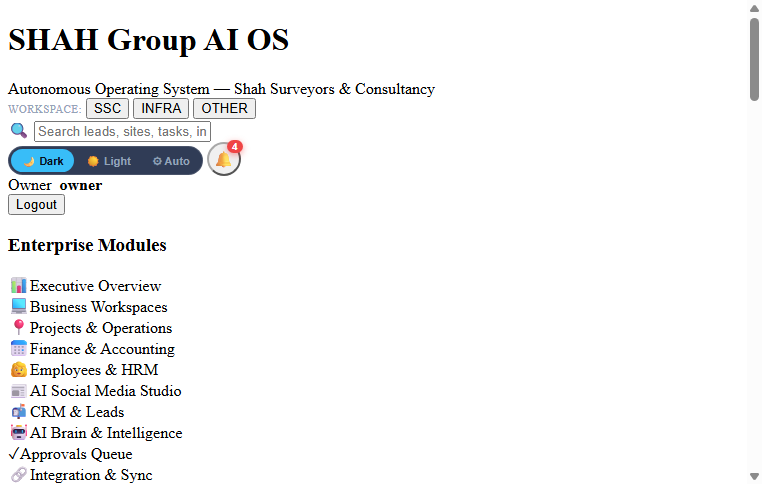 SHAH Group AI OS
Autonomous Operating System — Shah Surveyors & Consultancy
WORKSPACE: SSC INFRA OTHER
Search leads, sites, tasks, in
Dark Light Auto 4
Owner owner
Logout
Enterprise Modules
Executive Overview
Business Workspaces
Projects & Operations
Finance & Accounting
Employees & HRM
AI Social Media Studio
CRM & Leads
AI Brain & Intelligence
✓Approvals Queue
Integration & Sync